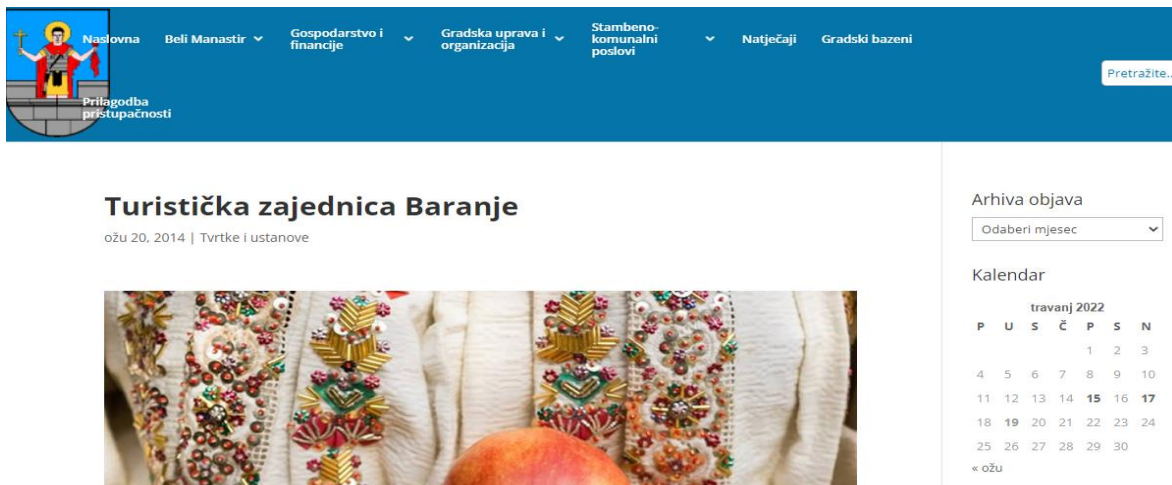 Naslovna
Beli Manastir
Gospodarstvo i
financije
Gradska uprava i
organizacija
Stambeno-
komunalni
poslovi
Natječaji
Gradski bazeni
Pretražite..
Prilagodba
pristupačnosti
Turistička zajednica Baranje
ožu 20, 2014 | Tvrtke i ustanove
Arhiva objava
Odaberi mjesec
Kalendar
travanj 2022
P U S Č P S N
1 2 3
4 5 6 7 8 9 10
11 12 13 14 15 16 17
18 19 20 21 22 23 24
25 26 27 28 29 30
« ožu